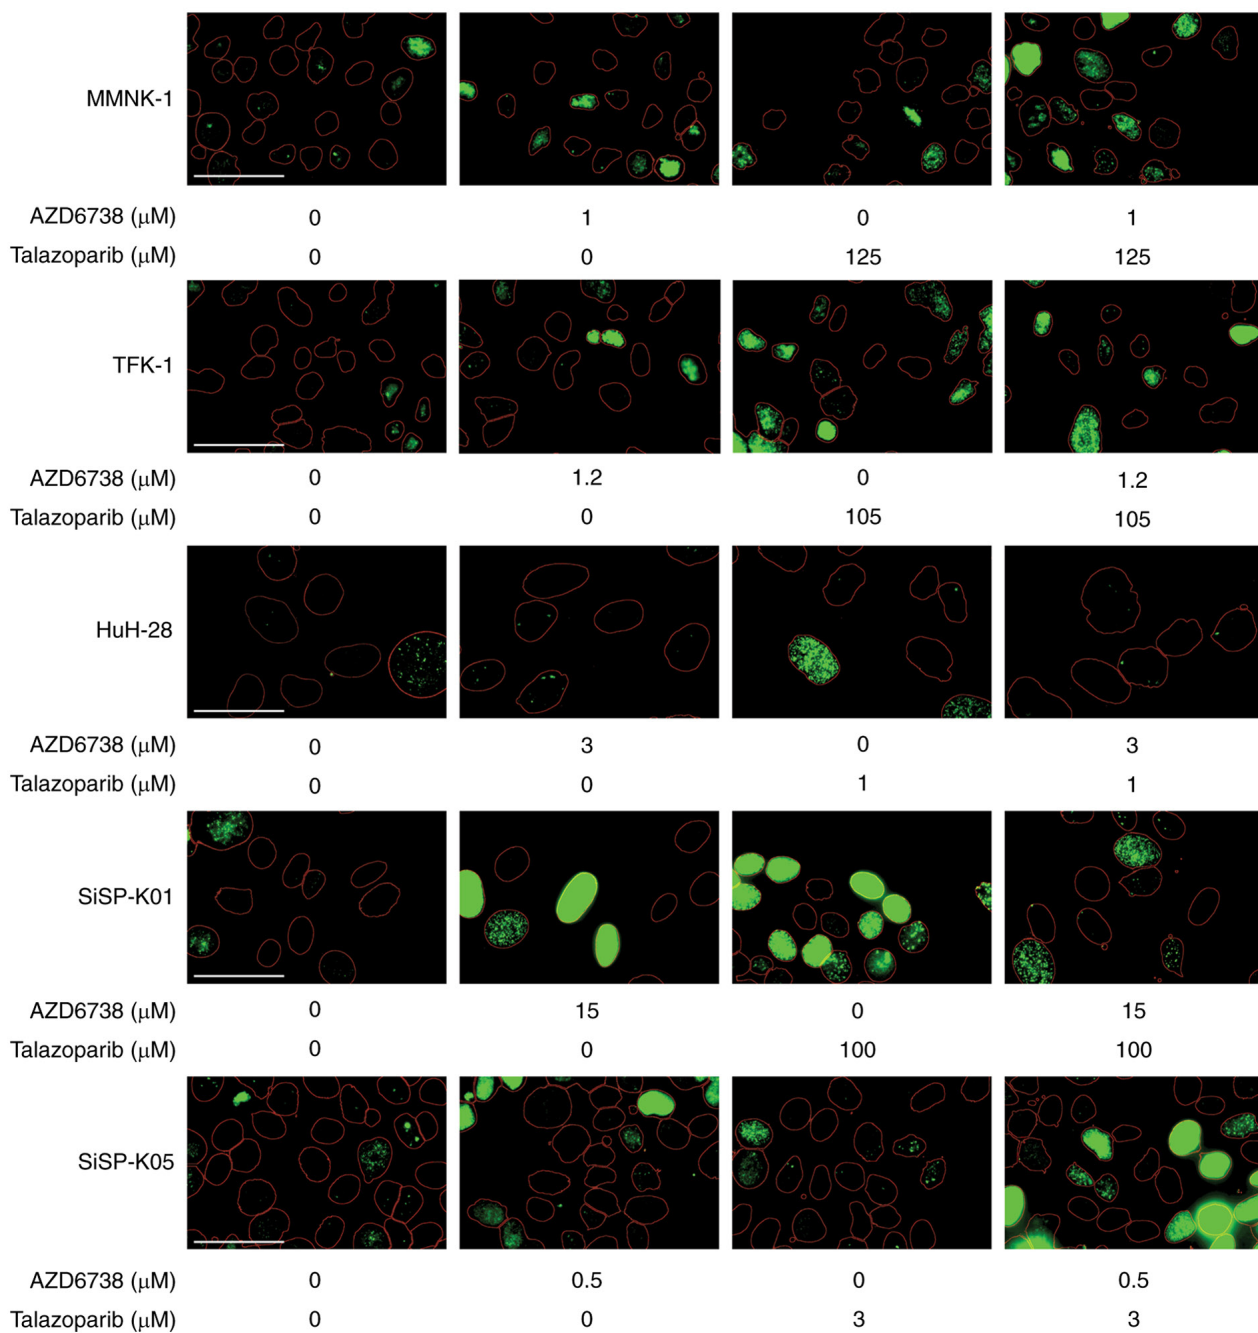 MMNK-1
AZD6738 (μM) 0 1 0 1
Talazoparib (μM) 0 0 125 125
TFK-1
AZD6738 (μM) 0 1.2 0 1.2
Talazoparib (μM) 0 0 105 105
HuH-28
AZD6738 (μM) 0 3 0 3
Talazoparib (μM) 0 0 1 1
SiSP-K01
AZD6738 (μM) 0 15 0 15
Talazoparib (μM) 0 0 100 100
SiSP-K05
AZD6738 (μM) 0 0.5 0 0.5
Talazoparib (μM) 0 0 3 3